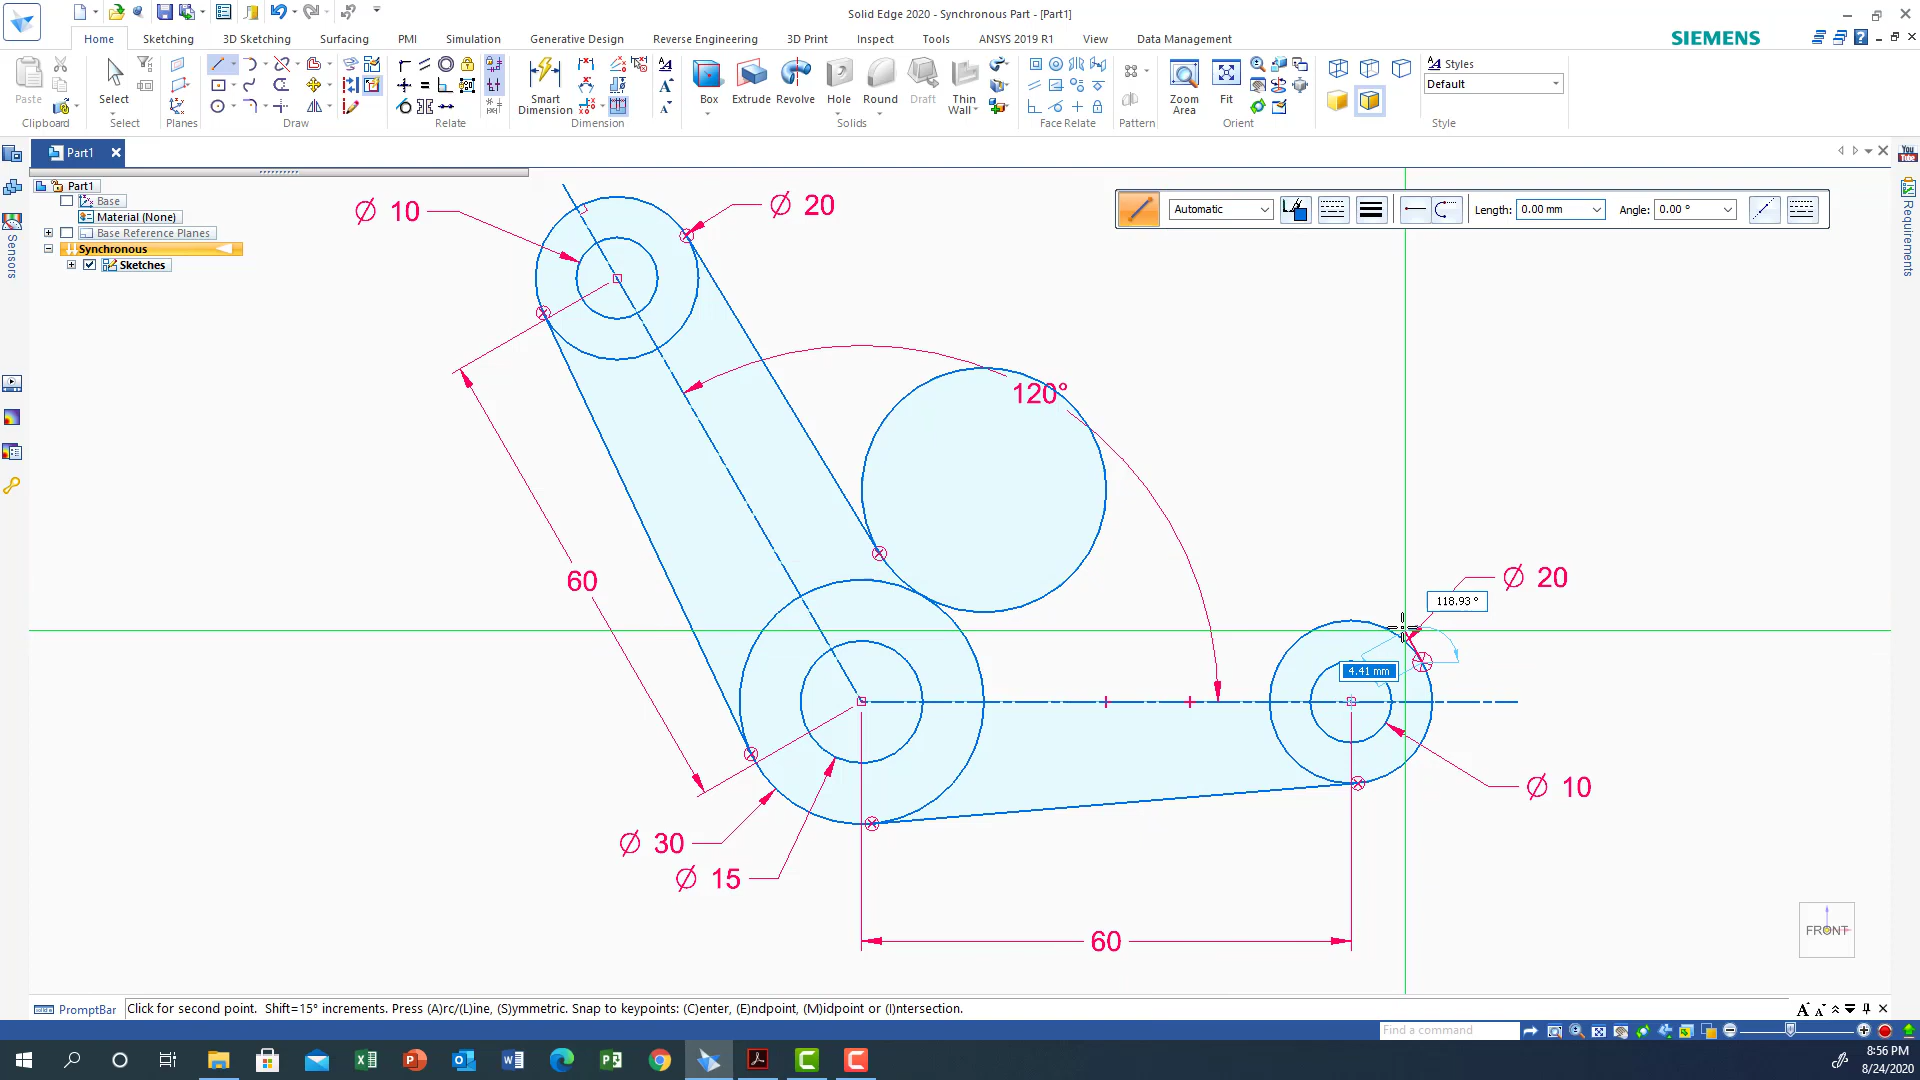 Solid Edge 2020 - Synchronous Part - [Part1]
Home Sketching 3D Sketching Surfacing PMI Simulation Generative Design Reverse Engineering 3D Print Inspect Tools ANSYS 2019 R1 View Data Management
SIEMENS
Paste
Clipboard
Select
Select
Planes
Draw
Relate
Smart Dimension
Dimension
Box Extrude Revolve Hole Round Draft Thin Wall
Solids
Face Relate
Pattern
Zoom Area
Fit
Orient
Styles
Default
Style
Part1
Part1
Base
Material (None)
Base Reference Planes
Synchronous
Sketches
Sensors
You Tube
Requirements
Automatic
Length: 0.00 mm
Angle: 0.00 °
Ø 10
Ø 20
120°
60
Ø 20
118.93 °
4.41 mm
Ø 10
Ø 30
Ø 15
60
FRONT
PromptBar
Click for second point.  Shift=15° increments. Press (A)rc/(L)ine, (S)ymmetric. Snap to keypoints: (C)enter, (E)ndpoint, (M)idpoint or (I)ntersection.
Find a command
8:56 PM
8/24/2020